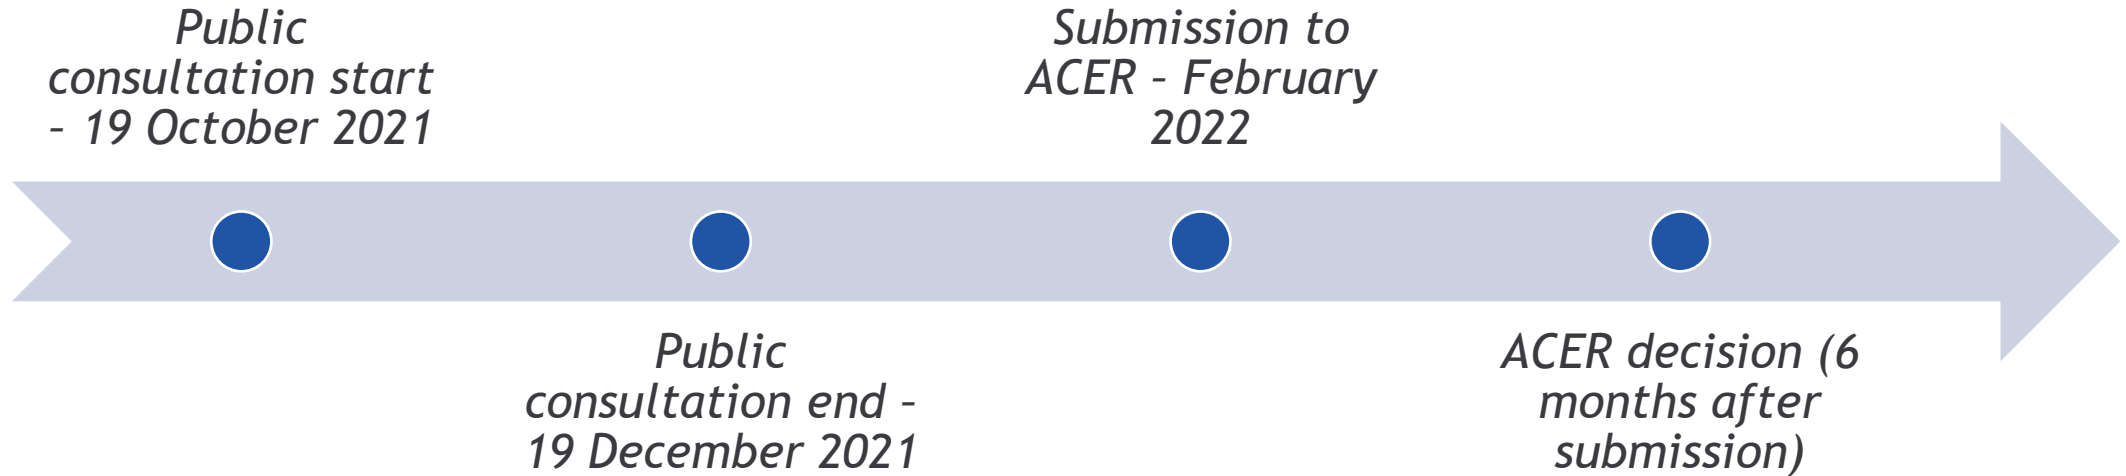 Public
consultation start
– 19 October 2021
Public
consultation end –
19 December 2021
Submission to
ACER – February
2022
ACER decision (6
months after
submission)